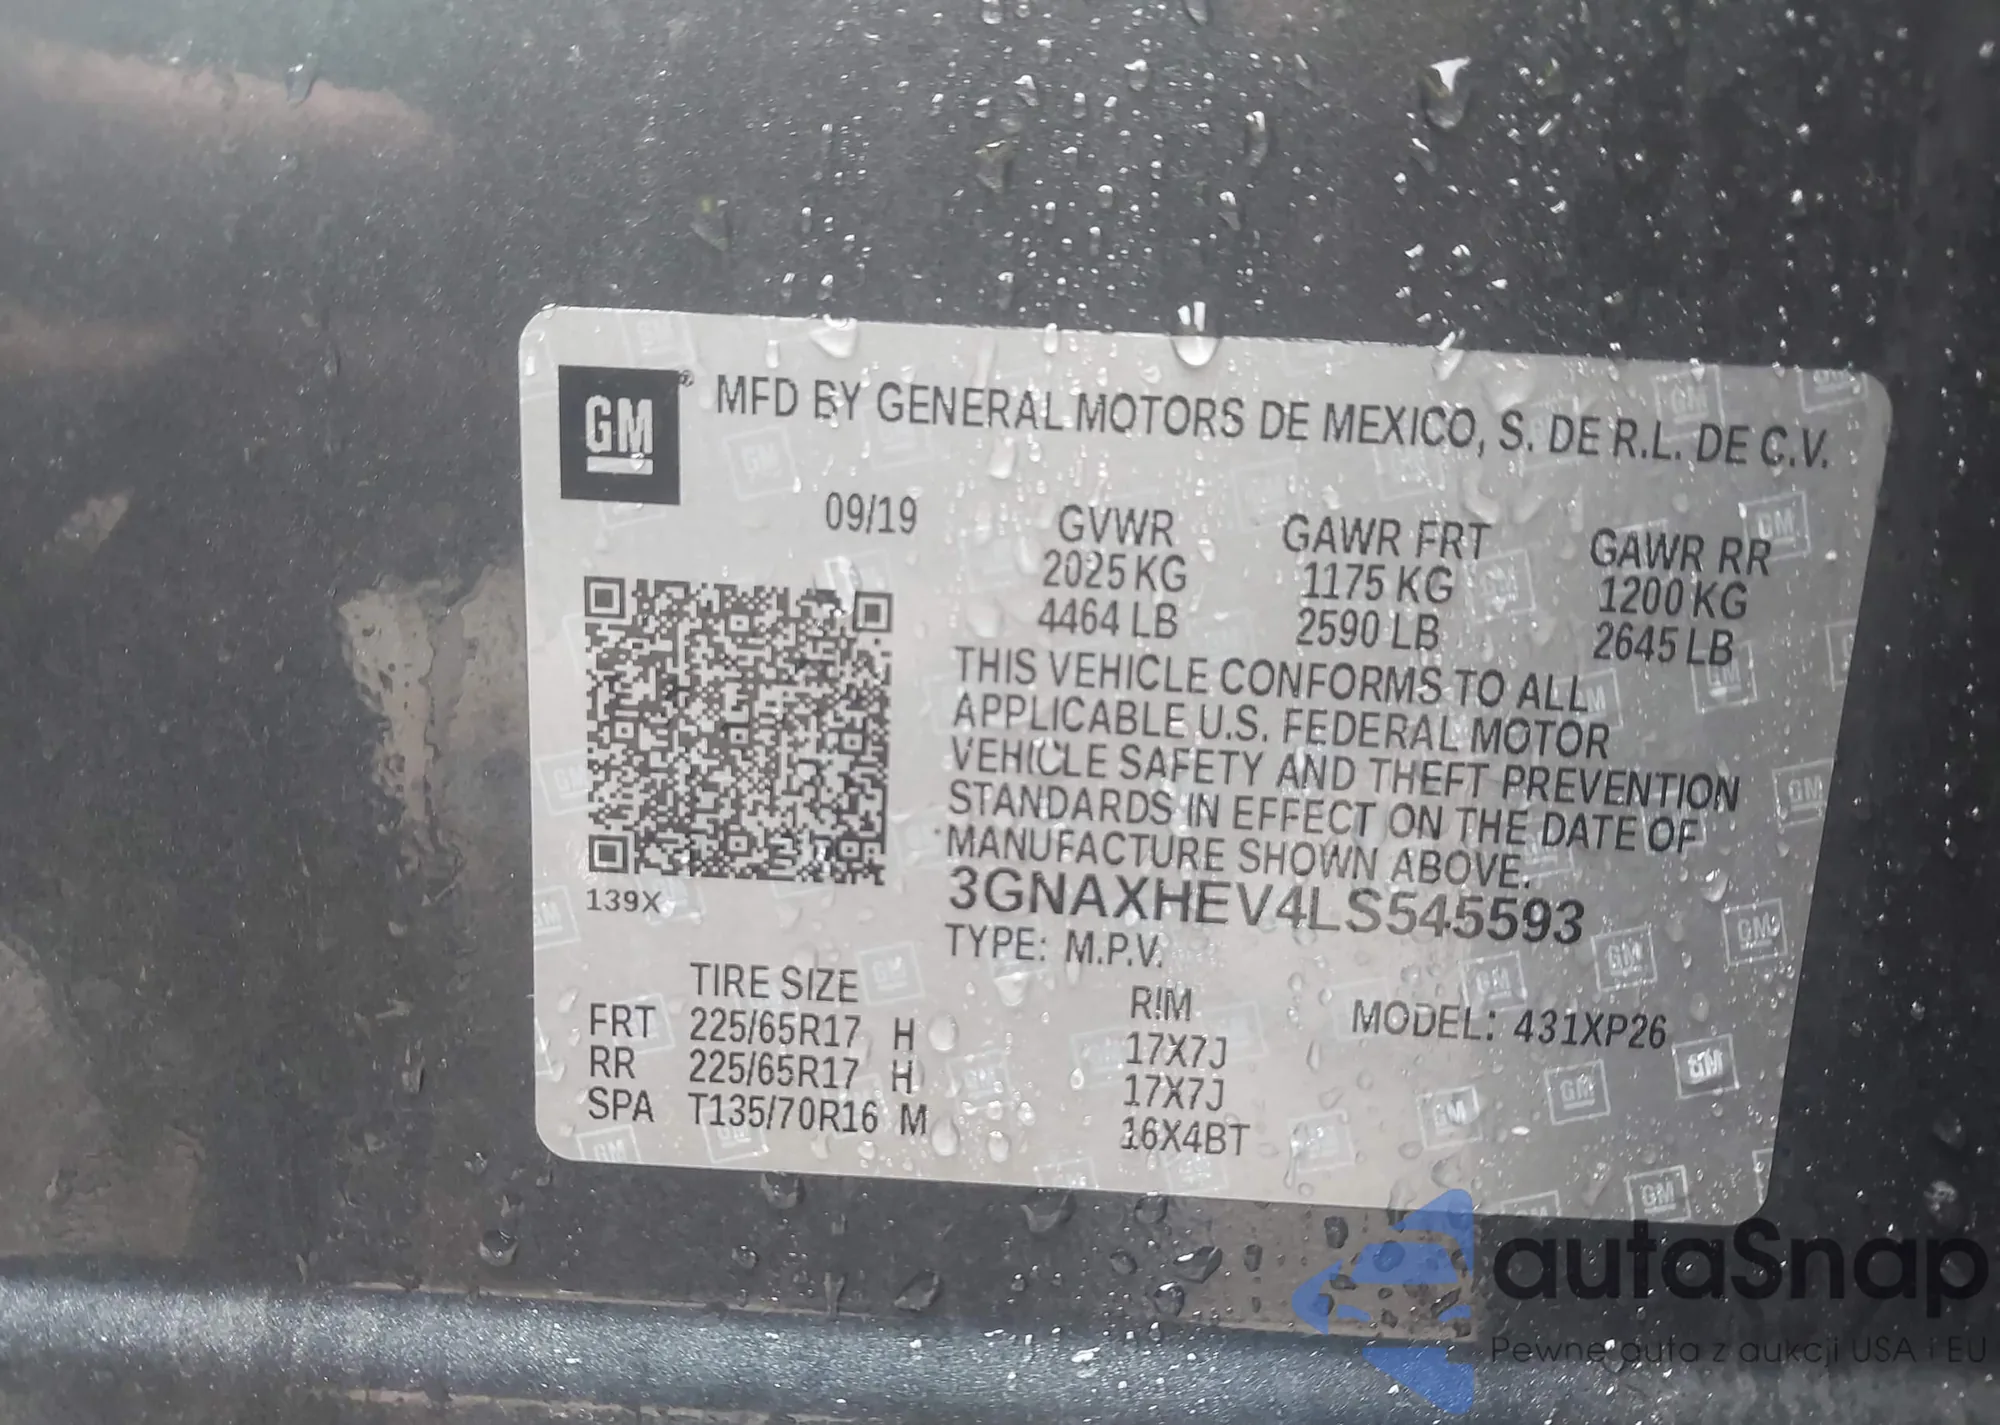 GM
MFD BY GENERAL MOTORS DE MEXICO, S. DE R.L. DE C.V.
09/19 GVWR GAWR FRT GAWR RR
2025 KG 1175 KG 1200 KG
4464 LB 2590 LB 2645 LB
THIS VEHICLE CONFORMS TO ALL
APPLICABLE U.S. FEDERAL MOTOR
VEHICLE SAFETY AND THEFT PREVENTION
STANDARDS IN EFFECT ON THE DATE OF
MANUFACTURE SHOWN ABOVE.
139X
3GNAXHEV4LS545593
TYPE: M.P.V.
TIRE SIZE RIM MODEL: 431XP26
FRT 225/65R17 H 17X7J
RR 225/65R17 H 17X7J
SPA T135/70R16 M 16X4BT
autaSnap
Pewne auta z aukcji USA i EU